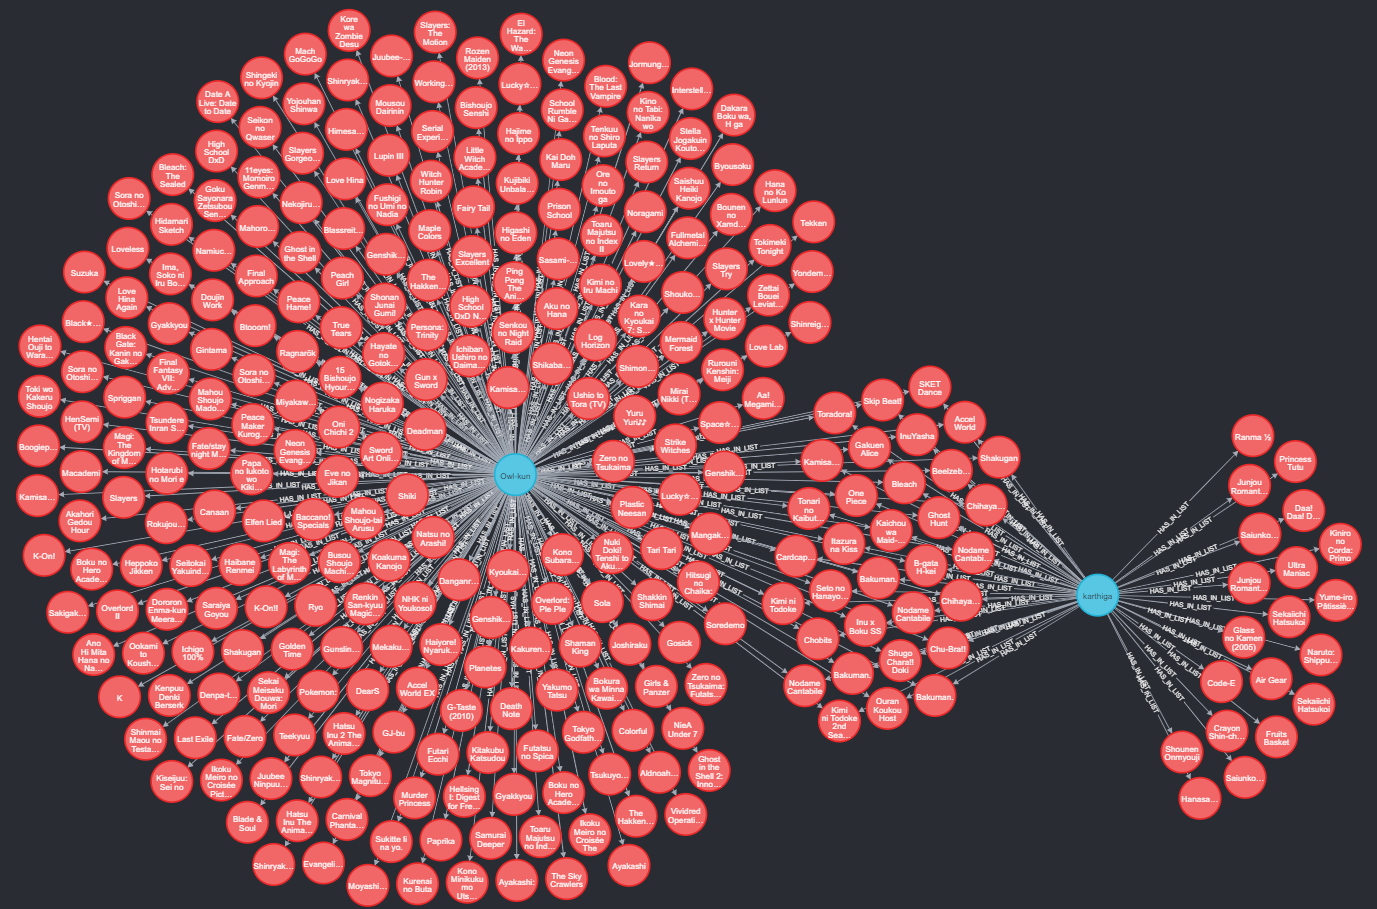 Kore
wa
Zombie
Desu
Slayers:
The
Motion
El
Hazard:
The
Wa...
Mach
GoGoGo
Juubee-...
Rozen
Maiden
(2013)
Neon
Genesis
Evang...
Jormung...
Shingeki
no Kyojin
Shinryak...
Working...
Lucky☆...
Blood:
The Last
Vampire
Interstell...
Date A
Live: Date
to Date
Yojouhan
Shinwa
Mousou
Dairinin
Bishoujo
Senshi
School
Rumble
Ni Ga...
Kino
no Tabi:
Nanika
wo
Dakara
Boku wa,
H ga
Seikon
no
Qwaser
Himesa...
Serial
Experi...
Hajime
no Ippo
Tenkuu
no Shiro
Laputa
Stella
Jogakuin
Kouto...
High
School
DxD
Slayers
Gorgeo...
Lupin III
Little
Witch
Acade...
Kai Doh
Maru
Slayers
Return
Byousoku
Bleach:
The
Sealed
11eyes:
Momoiro
Genm...
Love Hina
Witch
Hunter
Robin
Kujibiki
Unbala...
Ore
no
Imouto
ga
Saishuu
Heiki
Kanojo
Hana
no Ko
Lunlun
Sora no
Otoshi...
Goku
Sayonara
Zetsubou
Sen...
Nekojiru...
Fushigi
no Umi no
Nadia
Fairy Tail
Prison
School
Noragami
Bounen
no
Xamd...
Tekken
Hidamari
Sketch
Mahoro...
Blassreit...
Maple
Colors
Higashi
no Eden
Toaru
Majutsu
no Index
II
Fullmetal
Alchemi...
Tokimeki
Tonight
Loveless
Namiuc...
Ghost in
the Shell
Genshik...
Slayers
Excellent
Sasami-...
Lovely★...
Slayers
Try
Yondem...
Suzuka
Ima,
Soko ni
Iru Bo...
Final
Approach
Peach
Girl
The
Hakken...
Ping
Pong
The
Ani...
Kimi no
Iru Machi
Shouko...
Zettai
Bouei
Leviat...
Love
Hina
Again
Doujin
Work
Peace
Hame!
Shonan
Junai
Gumi!
High
School
DxD N...
Aku no
Hana
Kara
no
Kyoukai
7: S...
Hunter
x Hunter
Movie
Shinreig...
Black★...
Gyakkyou
Btooom!
True
Tears
Persona:
Trinity
Senkou
no Night
Raid
Log
Horizon
Mermaid
Forest
Love Lab
Hentai
Ouji to
Wara...
Black
Gate:
Kanin no
Gak...
Gintama
Ragnarök
Hayate
no
Gotok...
Ichiban
Ushiro no
Daima...
Shikaba...
Shimon...
Rurouni
Kenshin:
Meiji
Sora no
Otoshi...
Final
Fantasy
VII:
Adv...
Sora no
Otoshi...
15
Bishoujo
Hyour...
Gun x
Sword
Kamisa...
Ushio to
Tora (TV)
Mirai
Nikki (T...
Aa!
Megami...
SKET
Dance
Toki wo
Kakeru
Shoujo
Spriggan
Mahou
Shoujo
Mado...
Miyakaw...
Nogizaka
Haruka
Yuru
Yuri♪♪
Space☆...
Toradora!
Skip Beat!
Accel
World
HenSemi
(TV)
Tsundere
Inran S...
Peace
Maker
Kurog...
Oni
Chichi 2
Deadman
Strike
Witches
InuYasha
Ranma ½
Boogiep...
Magi:
The
Kingdom
of M...
Fate/stay
night M...
Neon
Genesis
Evang...
Sword
Art Onli...
Zero no
Tsukaima
Genshik...
Kamisa...
Gakuen
Alice
Beelzeb...
Shakugan
Princess
Tutu
Macademi
Hotarubi
no Mori e
Papa
no Iukoto
wo
Kiki...
Eve no
Jikan
Owl-kun
Bleach
Junjou
Romant...
Kamisa...
Slayers
Canaan
Shiki
Plastic
Neesan
Lucky☆...
Tonari
no
Kaibut...
One
Piece
Ghost
Hunt
Chihaya...
Daa!
Daa! D...
Akahori
Gedou
Hour
Rokujou...
Elfen Lied
Baccano!
Specials
Mahou
Shoujo-tai
Arusu
Natsu no
Arashi!
Mangak...
Itazura
na Kiss
Kaichou
wa
Maid-...
Saiunko...
Kiniro
no
Corda:
Primo
K-On!
Boku no
Hero
Acade...
Heppoko
Jikken
Seitokai
Yakuind...
Haibane
Renmei
Magi:
The
Labyrinth
of M...
Busou
Shoujo
Machi...
Koakuma
Kanojo
Kyoukai...
Kono
Subara...
Nuki
Doki!
Tenshi to
Aku...
Tari Tari
Cardcap...
Nodame
Cantabi...
Ultra
Maniac
Dangan...
Hitsugi
no
Chaika:
Seto no
Hanayo...
Bakuman.
B-gata
H-kei
karthiga
Junjou
Romant...
Yume-iro
Pâtissiè...
Sakigak...
Overlord
II
Dororon
Enma-kun
Meera...
Saraiya
Goyou
K-On!!
Ryo
Renkin
San-kyuu
Magic...
NHK ni
Youkoso!
Genshik...
Overlord:
Ple Ple
Sola
Shakkin
Shimai
Kimi ni
Todoke
Nodame
Cantabile
Chihaya...
Sekaiichi
Hatsukoi
Ano
Hi Mita
Hana no
Na...
Ookami
to
Koush...
Ichigo
100%
Shakugan
Golden
Time
Gunslin...
Mekaku...
Haiyore!
Nyaruk...
Kakuren...
Shaman
King
Joshiraku
Gosick
Soredemo
Chobits
Inu x
Boku SS
Chu-Bra!!
Glass
no Kamen
(2005)
Naruto:
Shippu...
K
Kenpuu
Denki
Berserk
Denpa-t...
Sekai
Meisaku
Douwa:
Mori
Pokemon:
DearS
Accel
World EX
Planetes
Yakumo
Tatsu
Bokura
wa Minna
Kawai...
Girls &
Panzer
Zero no
Tsukaima:
Futats...
Nodame
Cantabile
Bakuman.
Shugo
Chara!!
Doki
Bakuman.
Code-E
Air Gear
Sekaiichi
Hatsukoi
Shinmai
Maou no
Testa...
Last Exile
Fate/Zero
Teekyuu
Hatsu
Inu 2 The
Anima...
GJ-bu
G-Taste
(2010)
Death
Note
Tokyo
Godfath...
Colorful
NieA
Under 7
Kimi
ni Todoke
2nd
Sea...
Ouran
Koukou
Host
Crayon
Shin-ch...
Fruits
Basket
Kiseijuu:
Sei no
Ikoku
Meiro no
Croisée
Pict...
Juubee
Ninpuu...
Shinryak...
Tokyo
Magnitu...
Futari
Ecchi
Kitakubu
Katsudou
Futatsu
no Spica
Tsukuyo...
Aldnoah...
Ghost
in the
Shell 2:
Inno...
Shounen
Onmyouji
Saiunko...
Blade &
Soul
Hatsu
Inu The
Anima...
Carnival
Phanta...
Murder
Princess
Hellsing
I: Digest
for Fre...
Gyakkyou
Boku no
Hero
Acade...
The
Hakken...
Vividred
Operati...
Hanasa...
Shinryak...
Evangeli...
Sukitte Ii
na yo.
Paprika
Samurai
Deeper
Toaru
Majutsu
no Ind...
Ikoku
Meiro no
Croisée
The
Moyashi...
Kurenai
no Buta
Kono
Minikuku
mo
Uts...
Ayakashi:
The Sky
Crawlers
Ayakashi
HAS_IN_LIST